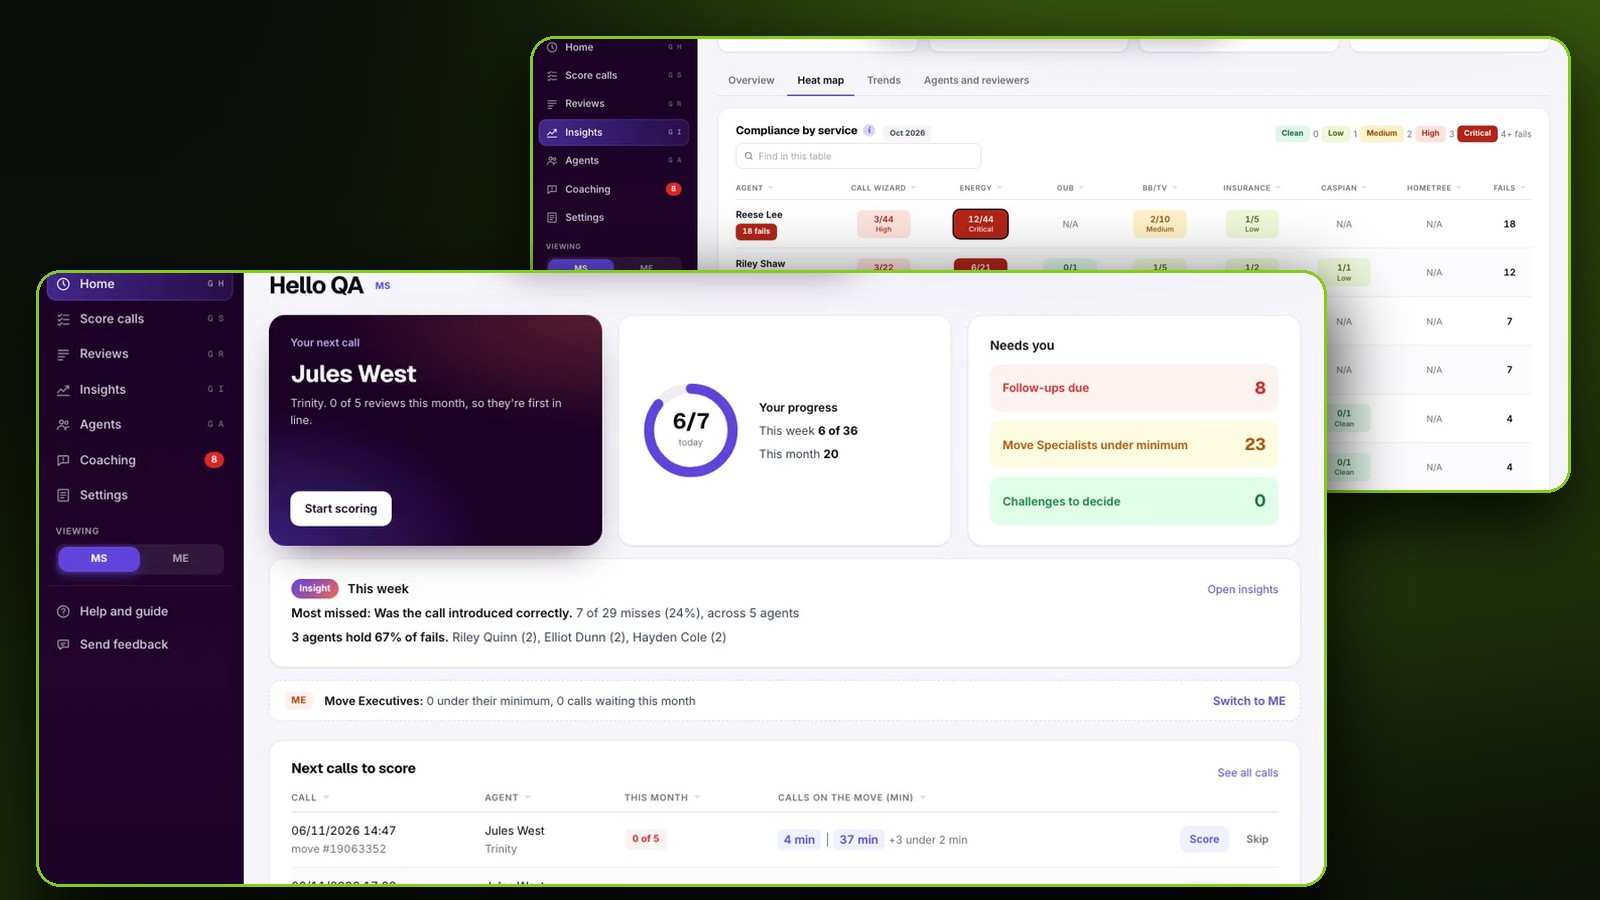 Home G H
Score calls G S
Reviews G R
Insights G I
Agents G A
Coaching 8
Settings
VIEWING
MS ME
Overview Heat map Trends Agents and reviewers
Compliance by service i Oct 2026
Clean 0 Low 1 Medium 2 High 3 Critical 4+ fails
Find in this table
AGENT CALL WIZARD ENERGY OUB BB/TV INSURANCE CASPIAN HOMETREE FAILS
Reese Lee
18 fails
3/44
High
12/44
Critical
N/A
2/10
Medium
1/5
Low
N/A
N/A
18
Riley Shaw
3/22
6/21
0/1
1/5
1/2
1/1
Low
N/A
12
N/A N/A 7
N/A N/A 7
0/1
Clean
N/A
4
0/1
Clean
N/A
4
Home G H
Score calls G S
Reviews G R
Insights G I
Agents G A
Coaching 8
Settings
VIEWING
MS ME
Help and guide
Send feedback
Hello QA MS
Your next call
Jules West
Trinity. 0 of 5 reviews this month, so they're first in
line.
Start scoring
6/7
today
Your progress
This week 6 of 36
This month 20
Needs you
Follow-ups due 8
Move Specialists under minimum 23
Challenges to decide 0
Insight This week Open insights
Most missed: Was the call introduced correctly. 7 of 29 misses (24%), across 5 agents
3 agents hold 67% of fails. Riley Quinn (2), Elliot Dunn (2), Hayden Cole (2)
ME Move Executives: 0 under their minimum, 0 calls waiting this month Switch to ME
Next calls to score See all calls
CALL AGENT THIS MONTH CALLS ON THE MOVE (MIN)
06/11/2026 14:47
move #19063352
Jules West
Trinity
0 of 5
4 min | 37 min +3 under 2 min
Score Skip